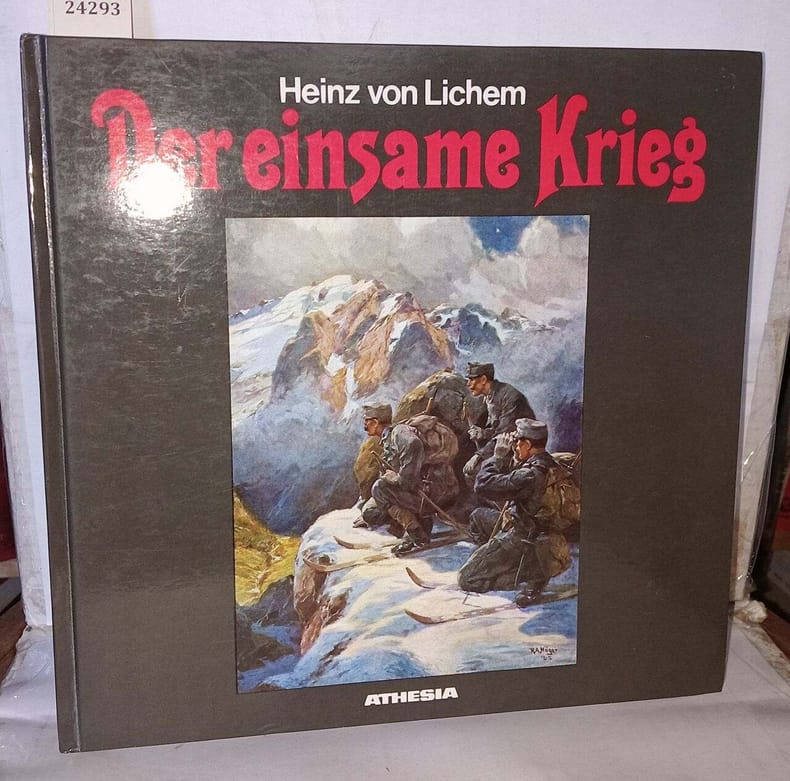 24293
Heinz von Lichem
Der einsame Krieg
ATHESIA